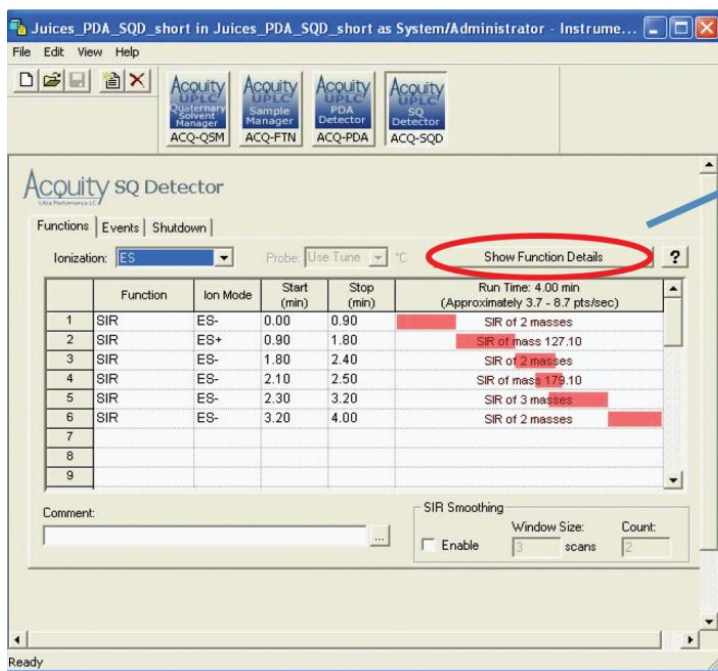 Juices_PDA_SQD_short in Juices_PDA_SQD_short as System/Administrator - Instrume...
File Edit View Help
Acquity UPLC Quaternary Solvent Manager
ACQ-QSM
Acquity UPLC Sample Manager
ACQ-FTN
Acquity UPLC PDA Detector
ACQ-PDA
Acquity UPLC SQ Detector
ACQ-SQD
Acquity SQ Detector
Ultra Performance LC
Functions Events Shutdown
Ionization: ES Probe: Use Tune °C Show Function Details ?
Function Ion Mode Start (min) Stop (min) Run Time: 4.00 min (Approximately 3.7 - 8.7 pts/sec)
1 SIR ES- 0.00 0.90 SIR of 2 masses
2 SIR ES+ 0.90 1.80 SIR of mass 127.10
3 SIR ES- 1.80 2.40 SIR of 2 masses
4 SIR ES- 2.10 2.50 SIR of mass 179.10
5 SIR ES- 2.30 3.20 SIR of 3 masses
6 SIR ES- 3.20 4.00 SIR of 2 masses
7
8
9
Comment:
...
SIR Smoothing
Enable Window Size: 3 scans Count: 2
Ready